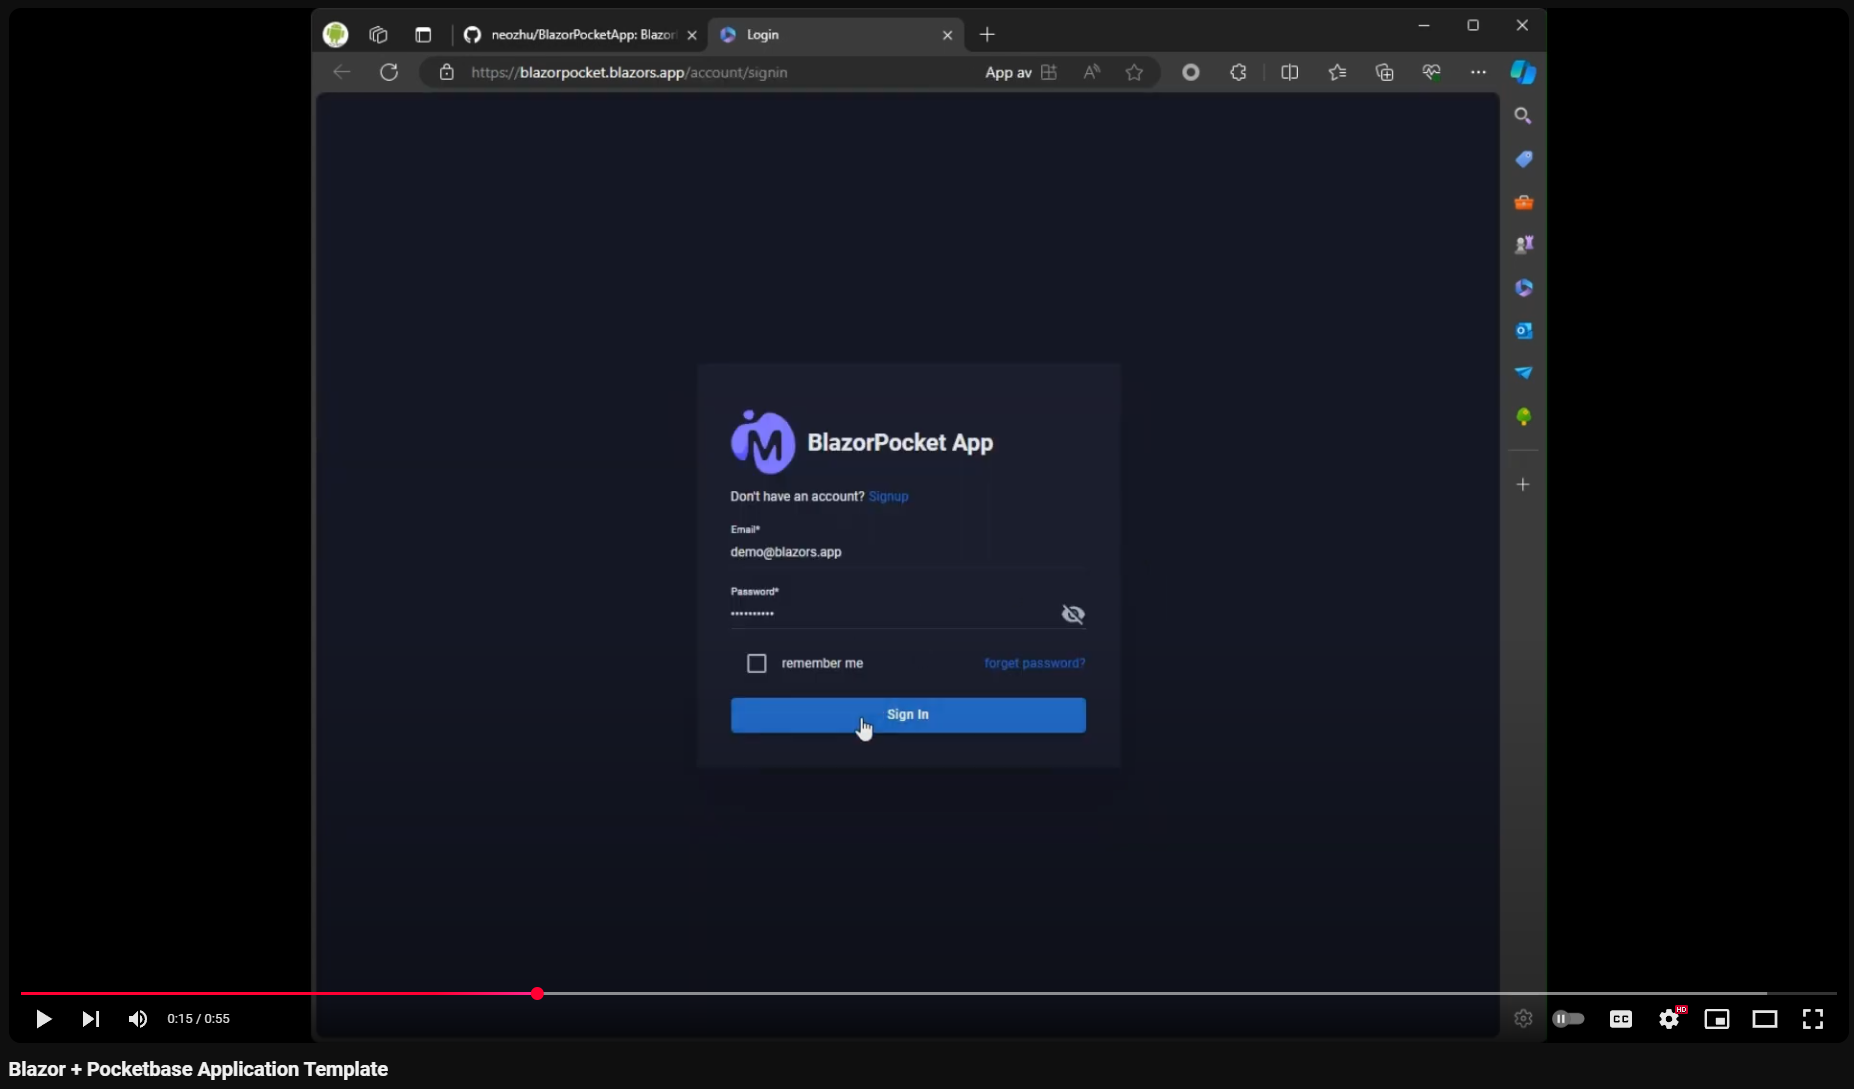 neozhu/BlazorPocketApp: Blazor
Login
https://blazorpocket.blazors.app/account/signin
App av
M
BlazorPocket App
Don't have an account? Signup
Email*
demo@blazors.app
Password*
••••••••••
remember me
forget password?
Sign In
0:15 / 0:55
CC
HD
Blazor + Pocketbase Application Template